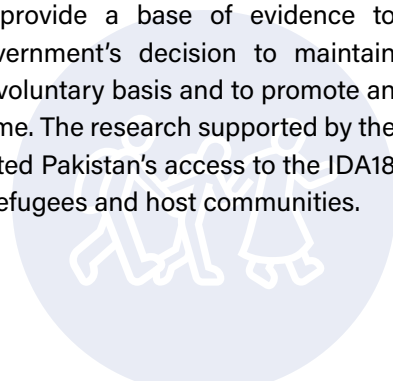 provide a base of evidence to
vernment’s decision to maintain
voluntary basis and to promote an
me. The research supported by the
ted Pakistan’s access to the IDA18
refugees and host communities.